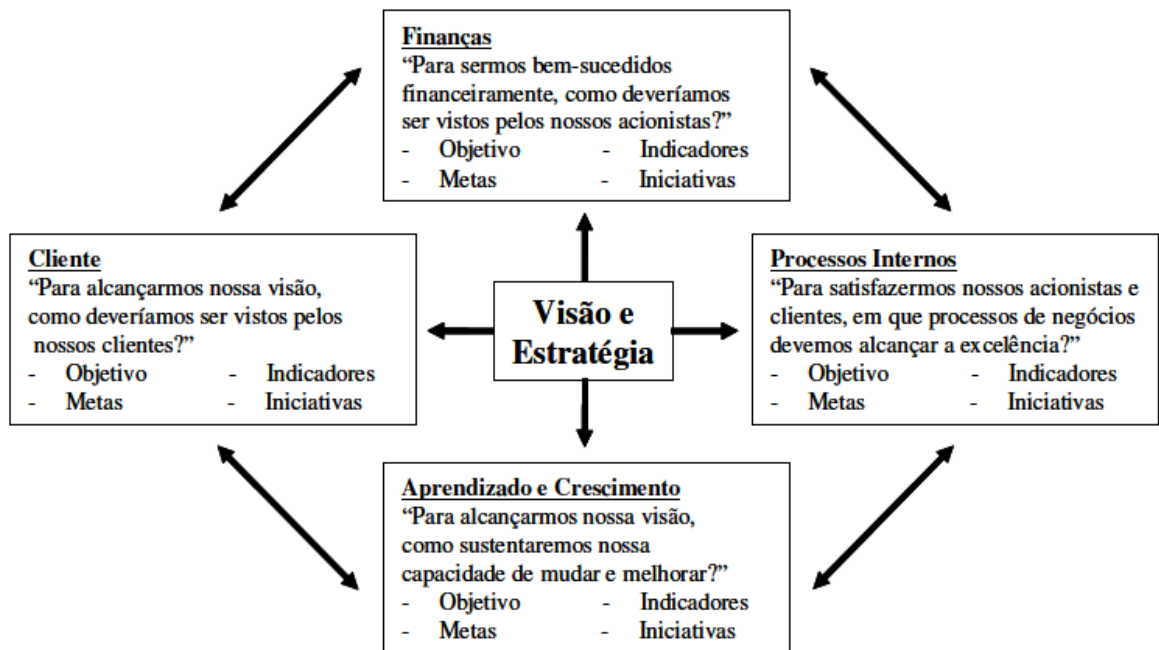 Finanças
“Para sermos bem-sucedidos
financeiramente, como deveríamos
ser vistos pelos nossos acionistas?”
- Objetivo - Indicadores
- Metas - Iniciativas
Cliente
“Para alcançarmos nossa visão,
como deveríamos ser vistos pelos
nossos clientes?”
- Objetivo - Indicadores
- Metas - Iniciativas
Visão e
Estratégia
Processos Internos
“Para satisfazermos nossos acionistas e
clientes, em que processos de negócios
devemos alcançar a excelência?”
- Objetivo - Indicadores
- Metas - Iniciativas
Aprendizado e Crescimento
“Para alcançarmos nossa visão,
como sustentaremos nossa
capacidade de mudar e melhorar?”
- Objetivo - Indicadores
- Metas - Iniciativas